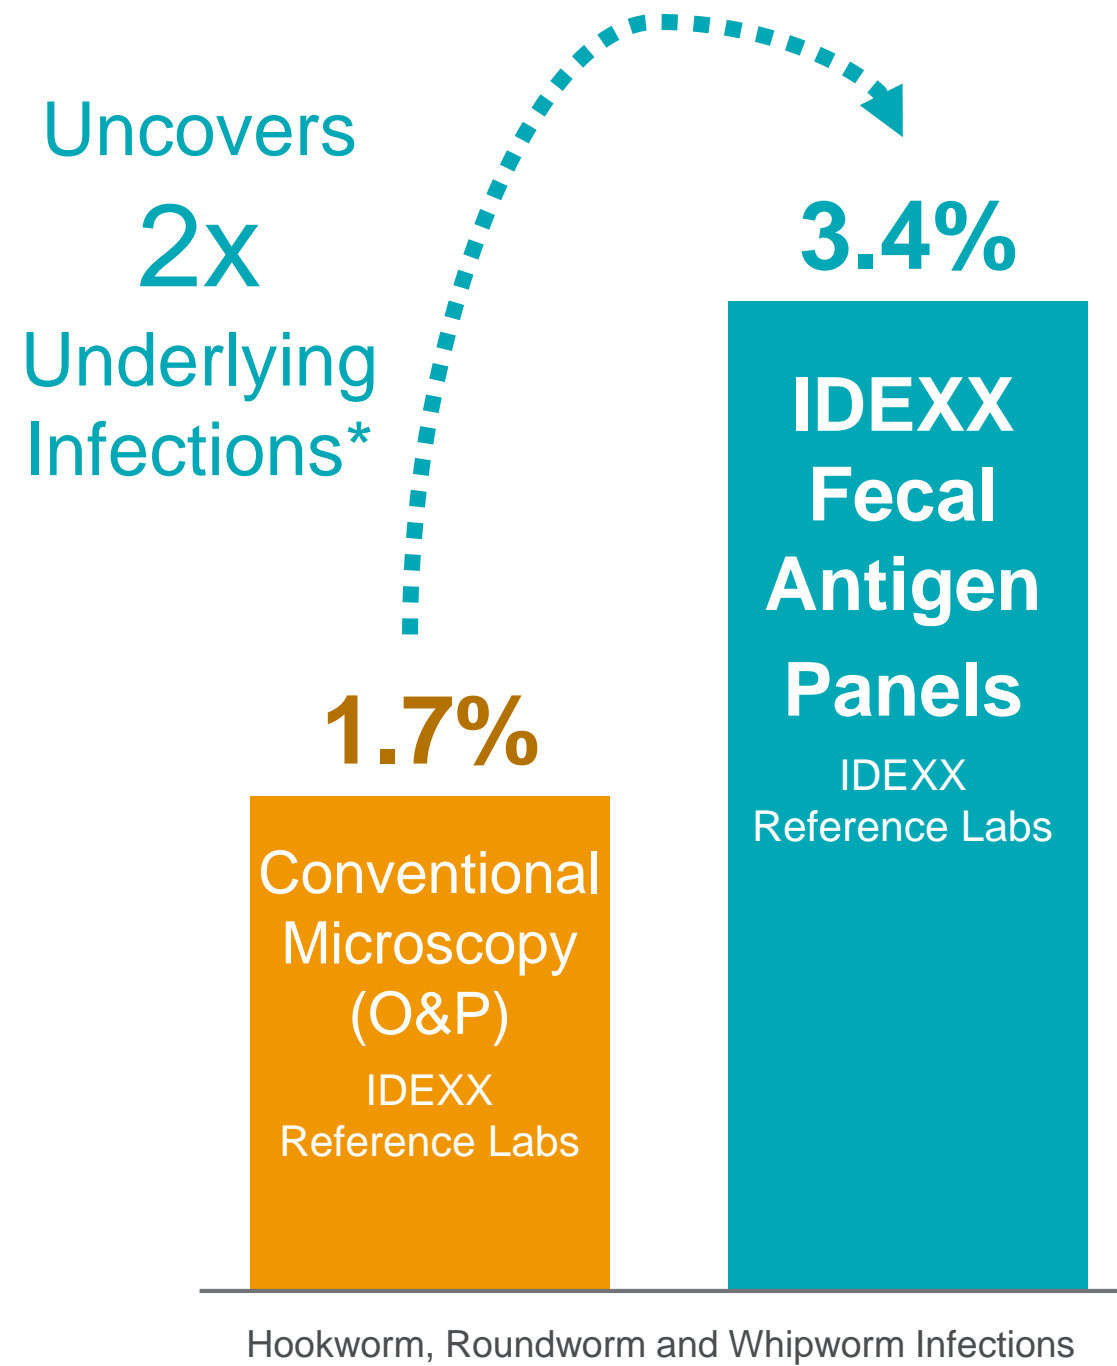 Uncovers
2x
Underlying
Infections*
3.4%
IDEXX
Fecal
Antigen
Panels
IDEXX
Reference Labs
1.7%
Conventional
Microscopy
(O&P)
IDEXX
Reference Labs
Hookworm, Roundworm and Whipworm Infections